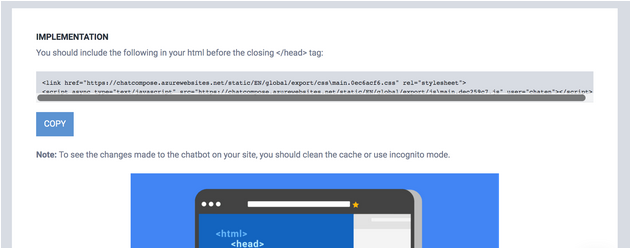 IMPLEMENTATION
You should include the following in your html before the closing </head> tag:
<link href="https://chatcompose.azurewebsites.net/static/EN/global/export/css\main.0ec6acf6.css" rel="stylesheet">
<script async type="text/javascript" src="https://chatcompose.azurewebsites.net/static/EN/global/export/js\main.dec259c7.js" user="chaten"></script>
COPY
Note: To see the changes made to the chatbot on your site, you should clean the cache or use incognito mode.
<html>
<head>